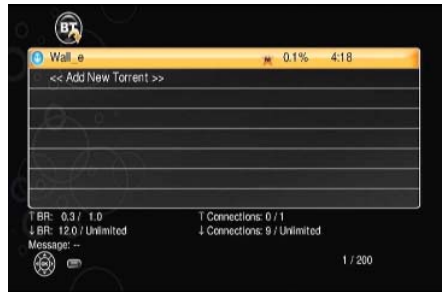 BT
Wall_e 0.1% 4:18
<< Add New Torrent >>
↑ BR: 0.3 / 1.0 ↑ Connections: 0 / 1
↓ BR: 12.0 / Unlimited ↓ Connections: 9 / Unlimited
Message: --
OK 1 / 200